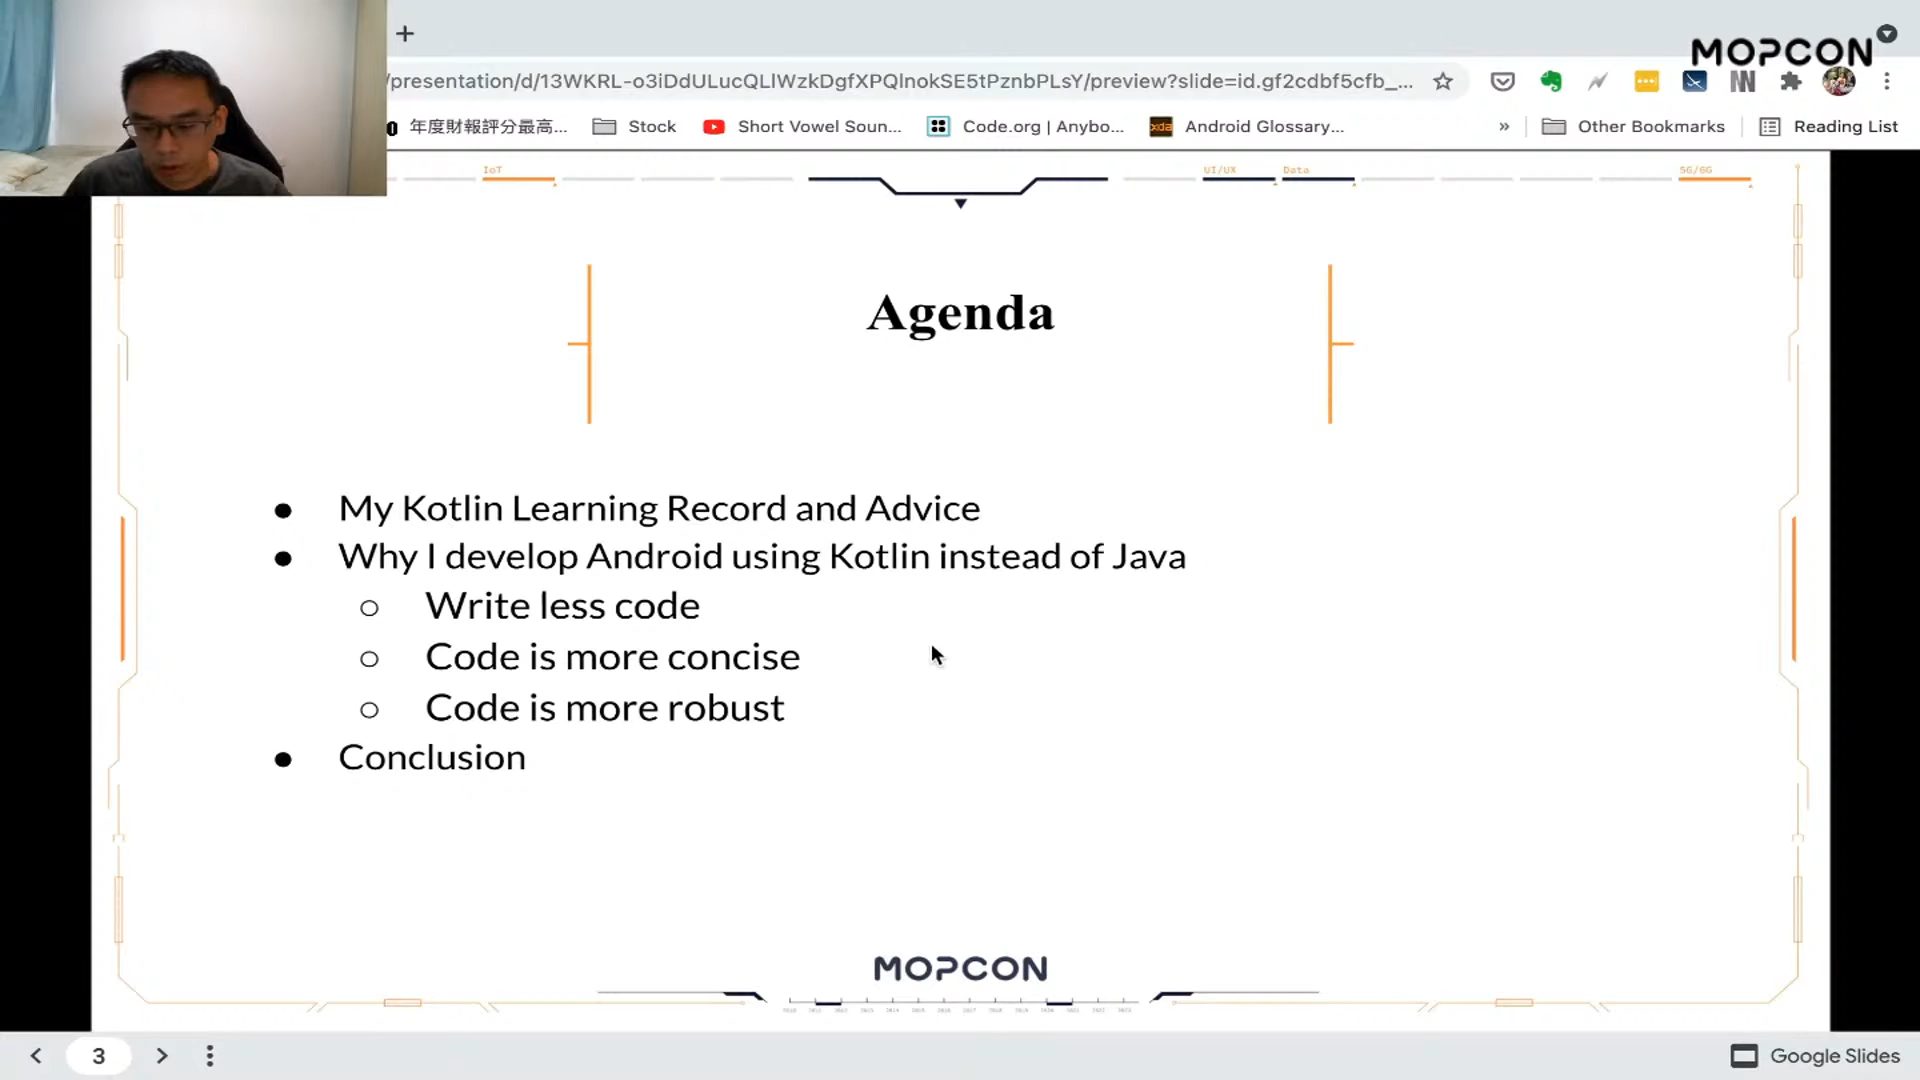 MOPCON
/presentation/d/13WKRL-o3iDdULucQLlWzkDgfXPQlnokSE5tPznbPLsY/preview?slide=id.gf2cdbf5cfb_...
年度財報評分最高... Stock Short Vowel Soun... Code.org | Anybo... xda Android Glossary... » Other Bookmarks Reading List
IoT UI/UX Data 5G/6G
Agenda
● My Kotlin Learning Record and Advice
● Why I develop Android using Kotlin instead of Java
○ Write less code
○ Code is more concise
○ Code is more robust
● Conclusion
MOPCON
3 Google Slides